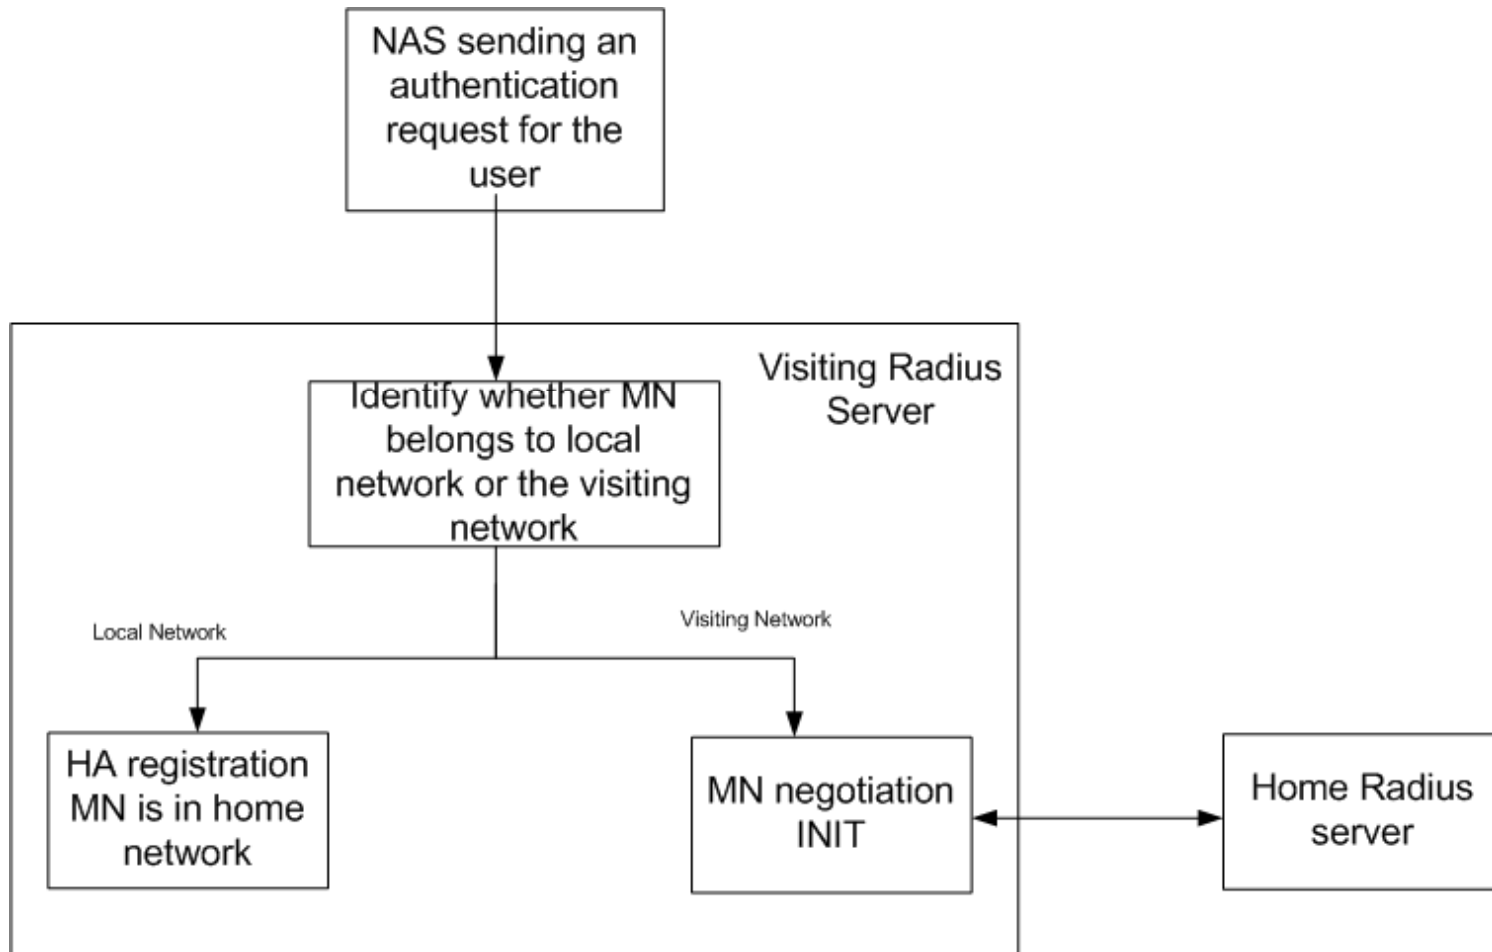 NAS sending an
authentication
request for the
user
Visiting Radius
Server
Identify whether MN
belongs to local
network or the visiting
network
Local Network
Visiting Network
HA registration
MN is in home
network
MN negotiation
INIT
Home Radius
server